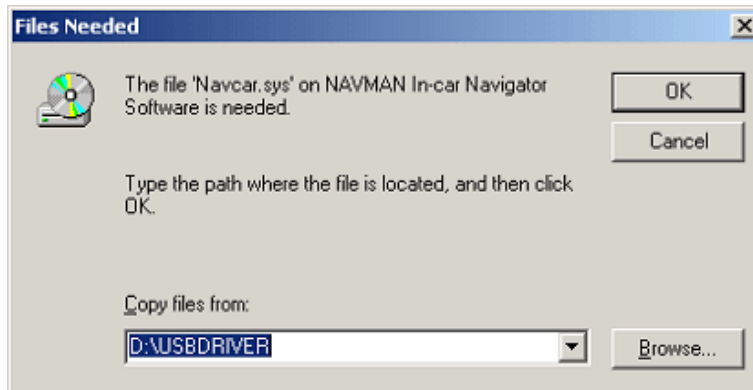 Files Needed
The file 'Navcar.sys' on NAVMAN In-car Navigator
Software is needed.
OK
Cancel
Type the path where the file is located, and then click
OK.
Copy files from:
D:\USBDRIVER
Browse...